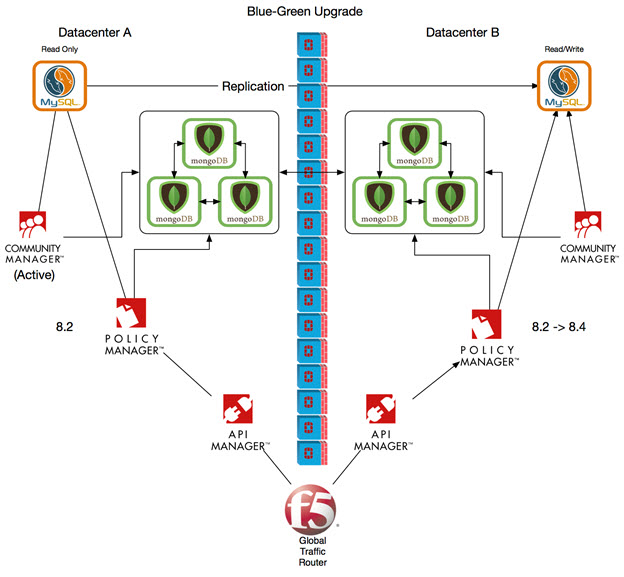 Blue-Green Upgrade
Datacenter A
Datacenter B
Read Only
Read/Write
MySQL
Replication
MySQL
mongoDB
mongoDB
mongoDB
mongoDB
mongoDB
mongoDB
COMMUNITY
MANAGER™
(Active)
COMMUNITY
MANAGER™
8.2
POLICY
MANAGER™
POLICY
MANAGER™
8.2 -> 8.4
API
MANAGER™
API
MANAGER™
f5®
Global
Traffic
Router